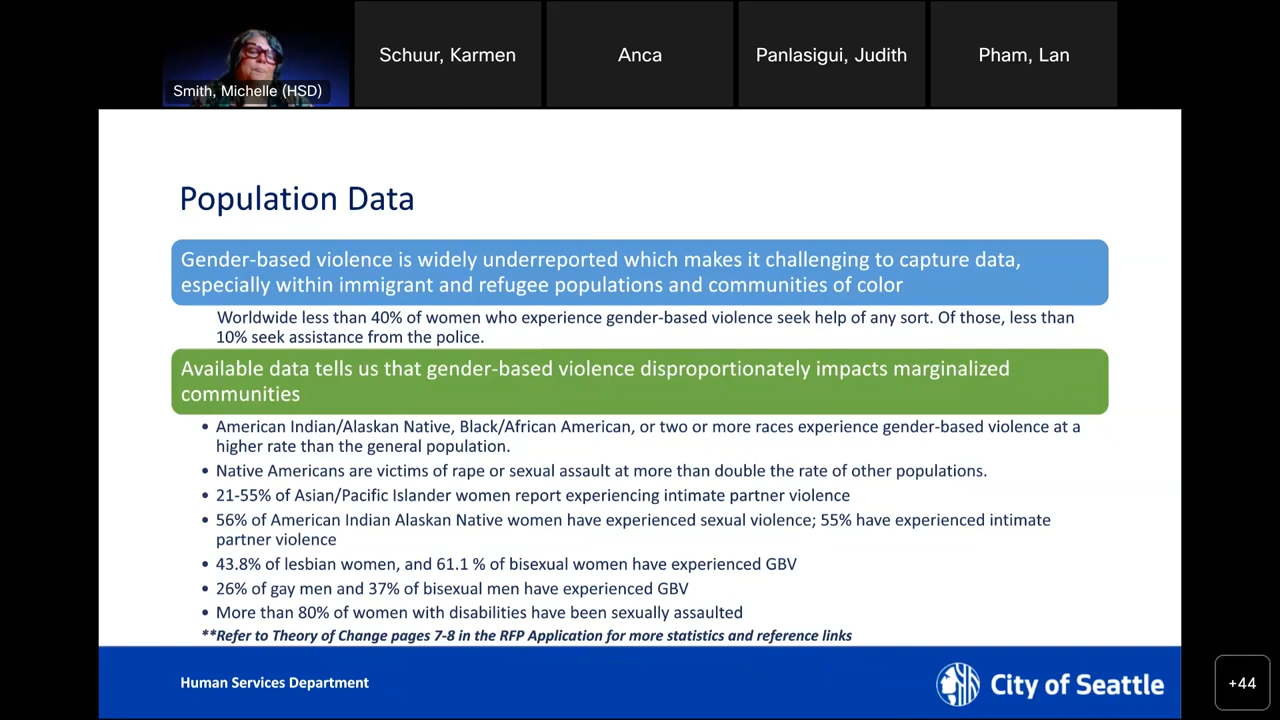 Smith, Michelle (HSD)
Schuur, Karmen
Anca
Panlasigui, Judith
Pham, Lan
Population Data
Gender-based violence is widely underreported which makes it challenging to capture data,
especially within immigrant and refugee populations and communities of color
Worldwide less than 40% of women who experience gender-based violence seek help of any sort. Of those, less than
10% seek assistance from the police.
Available data tells us that gender-based violence disproportionately impacts marginalized
communities
• American Indian/Alaskan Native, Black/African American, or two or more races experience gender-based violence at a
higher rate than the general population.
• Native Americans are victims of rape or sexual assault at more than double the rate of other populations.
• 21-55% of Asian/Pacific Islander women report experiencing intimate partner violence
• 56% of American Indian Alaskan Native women have experienced sexual violence; 55% have experienced intimate
partner violence
• 43.8% of lesbian women, and 61.1 % of bisexual women have experienced GBV
• 26% of gay men and 37% of bisexual men have experienced GBV
• More than 80% of women with disabilities have been sexually assaulted
**Refer to Theory of Change pages 7-8 in the RFP Application for more statistics and reference links
Human Services Department
City of Seattle
+44